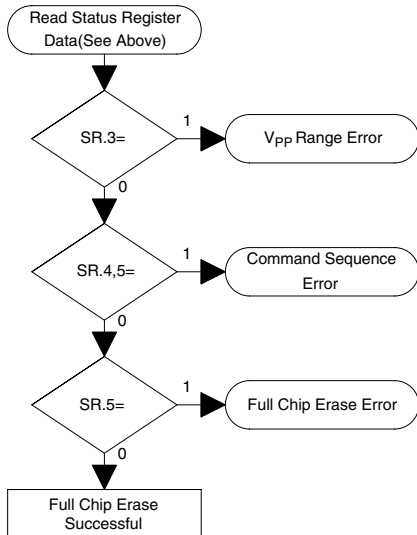 Read Status Register
Data(See Above)
SR.3=
1
VPP Range Error
0
SR.4,5=
1
Command Sequence
Error
0
SR.5=
1
Full Chip Erase Error
0
Full Chip Erase
Successful